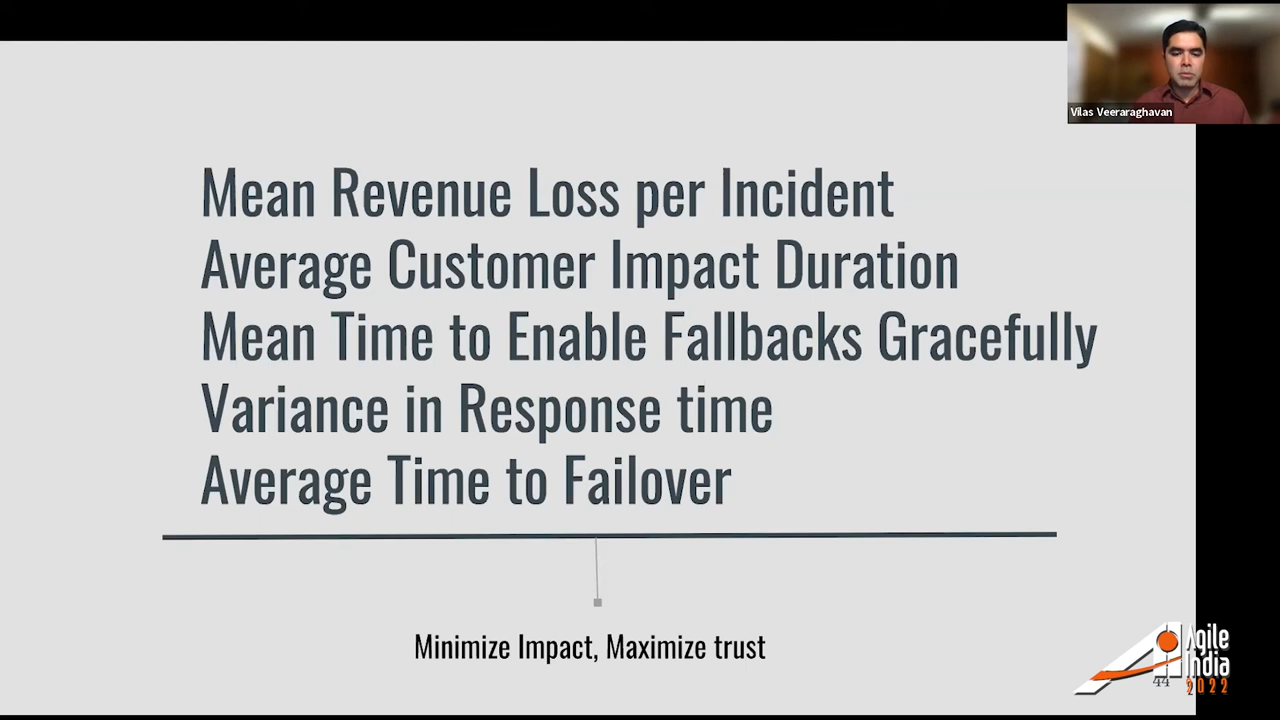 Vilas Veeraraghavan
Mean Revenue Loss per Incident
Average Customer Impact Duration
Mean Time to Enable Fallbacks Gracefully
Variance in Response time
Average Time to Failover
Minimize Impact, Maximize trust
Agile
India
2022
44